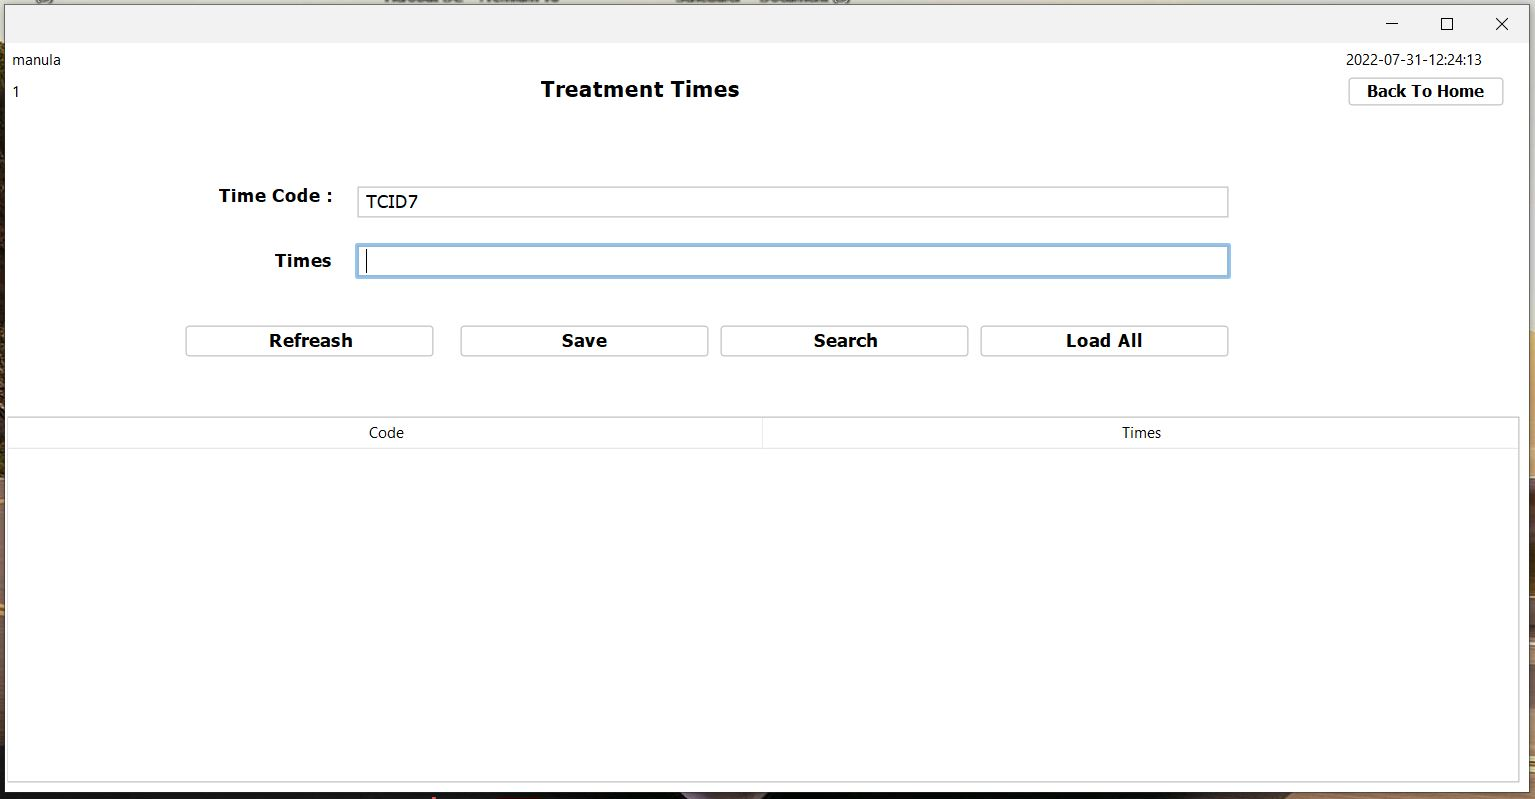 manula
2022-07-31-12:24:13
1
Treatment Times
Back To Home
Time Code :
TCID7
Times
Refreash
Save
Search
Load All
Code
Times